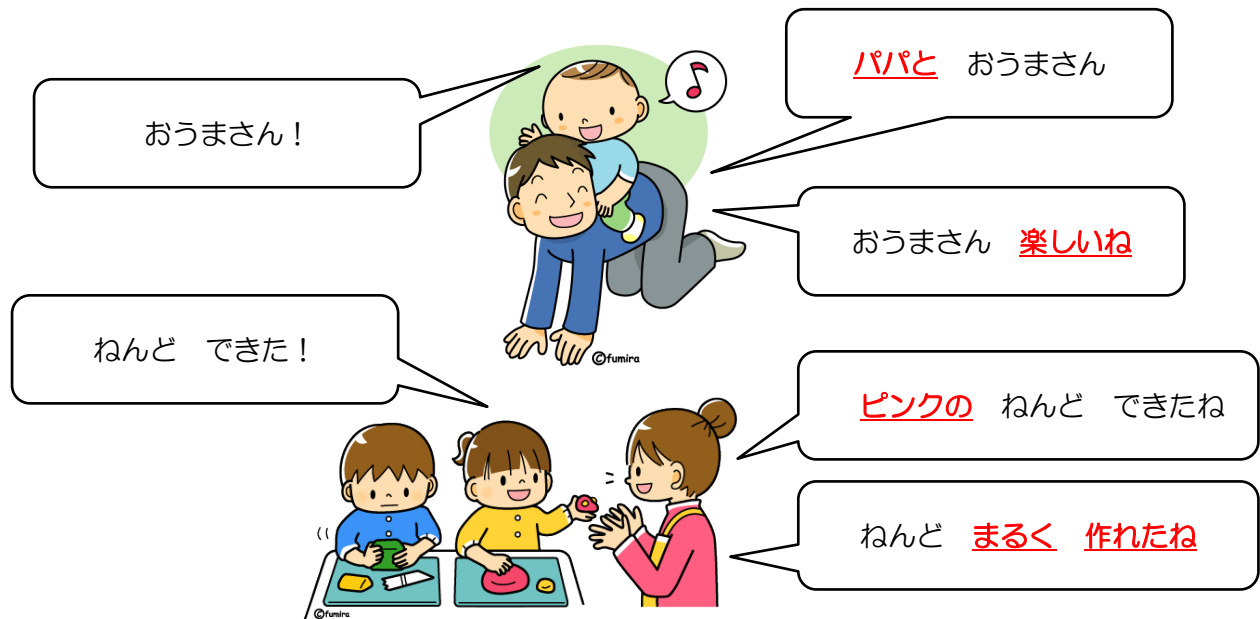 おうまさん！
パパと　おうまさん
おうまさん　楽しいね
©fumira
ねんど　できた！
ピンクの　ねんど　できたね
ねんど　まるく　作れたね
©fumira